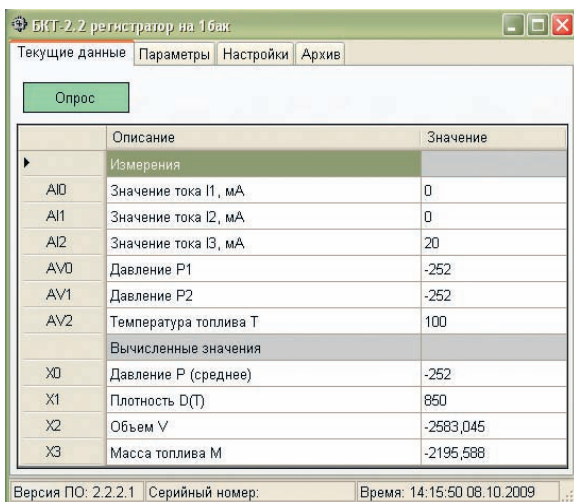 БКТ-2.2 регистратор на 1бак
Текущие данные Параметры Настройки Архив
Опрос
Описание Значение
Измерения
AI0 Значение тока I1, мА 0
AI1 Значение тока I2, мА 0
AI2 Значение тока I3, мА 20
AV0 Давление P1 -252
AV1 Давление P2 -252
AV2 Температура топлива T 100
Вычисленные значения
X0 Давление P (среднее) -252
X1 Плотность D(T) 850
X2 Объем V -2583,045
X3 Масса топлива M -2195,588
Версия ПО: 2.2.2.1 Серийный номер: Время: 14:15:50 08.10.2009